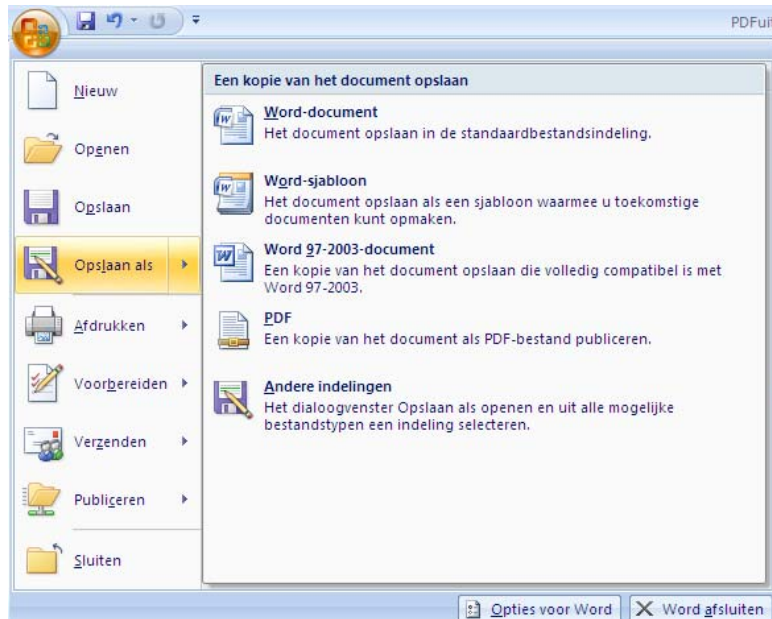 PDFuit
Nieuw
Openen
Opslaan
Opslaan als
Afdrukken
Voorbereiden
Verzenden
Publiceren
Sluiten
Een kopie van het document opslaan
Word-document
Het document opslaan in de standaardbestandsindeling.
Word-sjabloon
Het document opslaan als een sjabloon waarmee u toekomstige
documenten kunt opmaken.
Word 97-2003-document
Een kopie van het document opslaan die volledig compatibel is met
Word 97-2003.
PDF
Een kopie van het document als PDF-bestand publiceren.
Andere indelingen
Het dialoogvenster Opslaan als openen en uit alle mogelijke
bestandstypen een indeling selecteren.
Opties voor Word
Word afsluiten